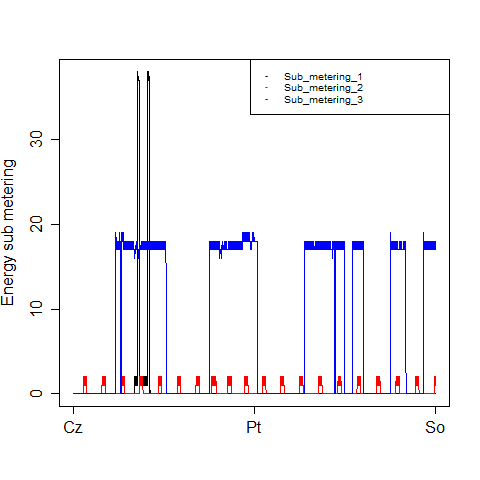 - Sub_metering_1
- Sub_metering_2
- Sub_metering_3
Energy sub metering
30
20
10
0
Cz Pt So